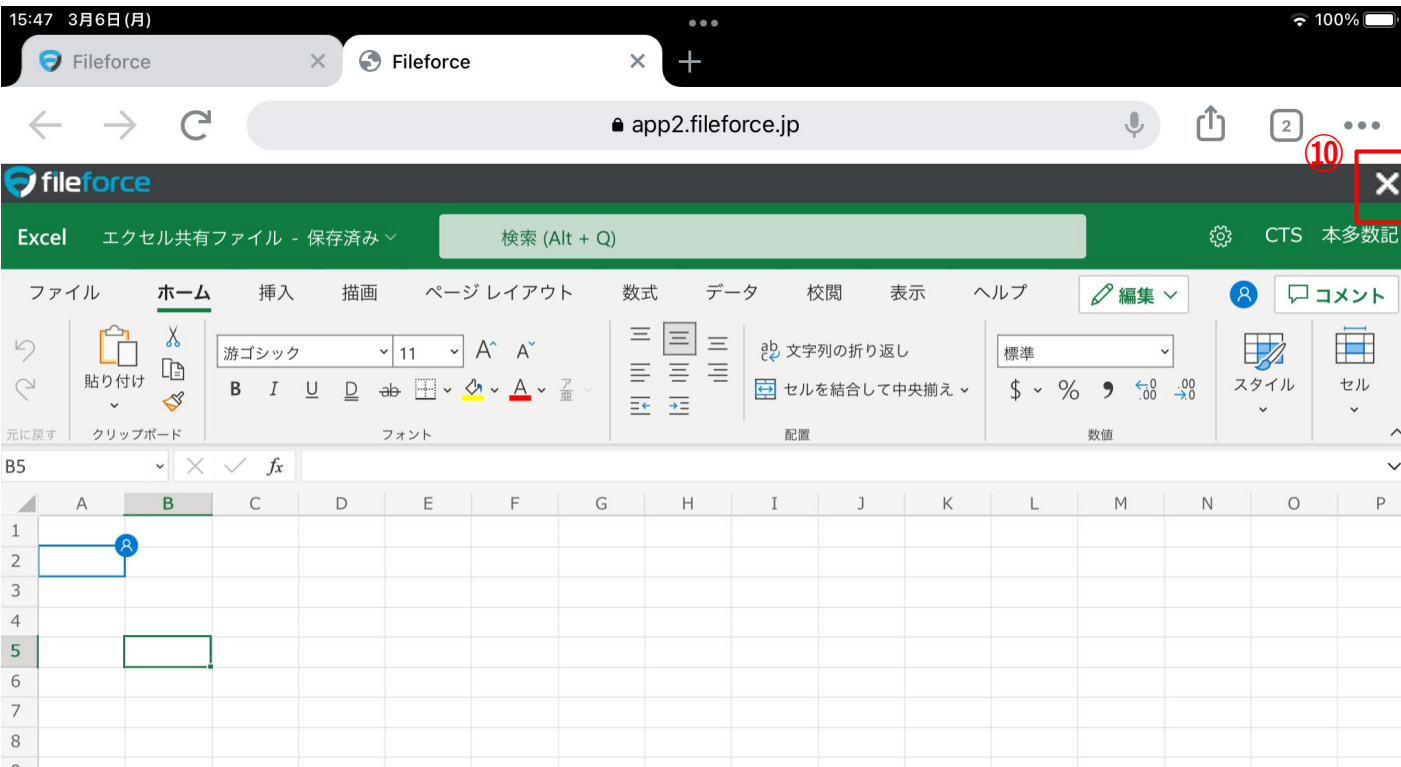 15:47 3月6日(月) 100%
Fileforce Fileforce
app2.fileforce.jp 2
⑩
fileforce
Excel エクセル共有ファイル - 保存済み 検索 (Alt + Q) CTS 本多数記
ファイル ホーム 挿入 描画 ページ レイアウト 数式 データ 校閲 表示 ヘルプ 編集 コメント
貼り付け 游ゴシック 11 A A ab 文字列の折り返し 標準 スタイル セル
B I U D ab A 亜 セルを結合して中央揃え $ % .00 .00
元に戻す クリップボード フォント 配置 数値
B5 fx
A B C D E F G H I J K L M N O P
1
2
3
4
5
6
7
8